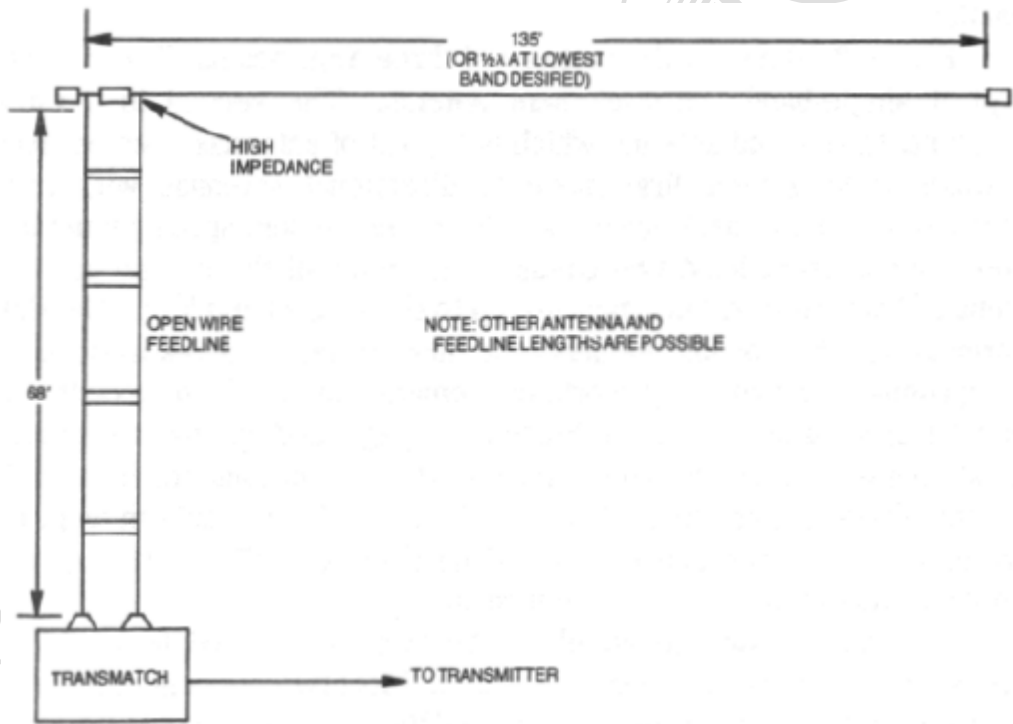 135'
(OR ½λ AT LOWEST
BAND DESIRED)
HIGH
IMPEDANCE
OPEN WIRE
FEEDLINE
NOTE: OTHER ANTENNA AND
FEEDLINE LENGTHS ARE POSSIBLE
68'
TRANSMATCH
TO TRANSMITTER